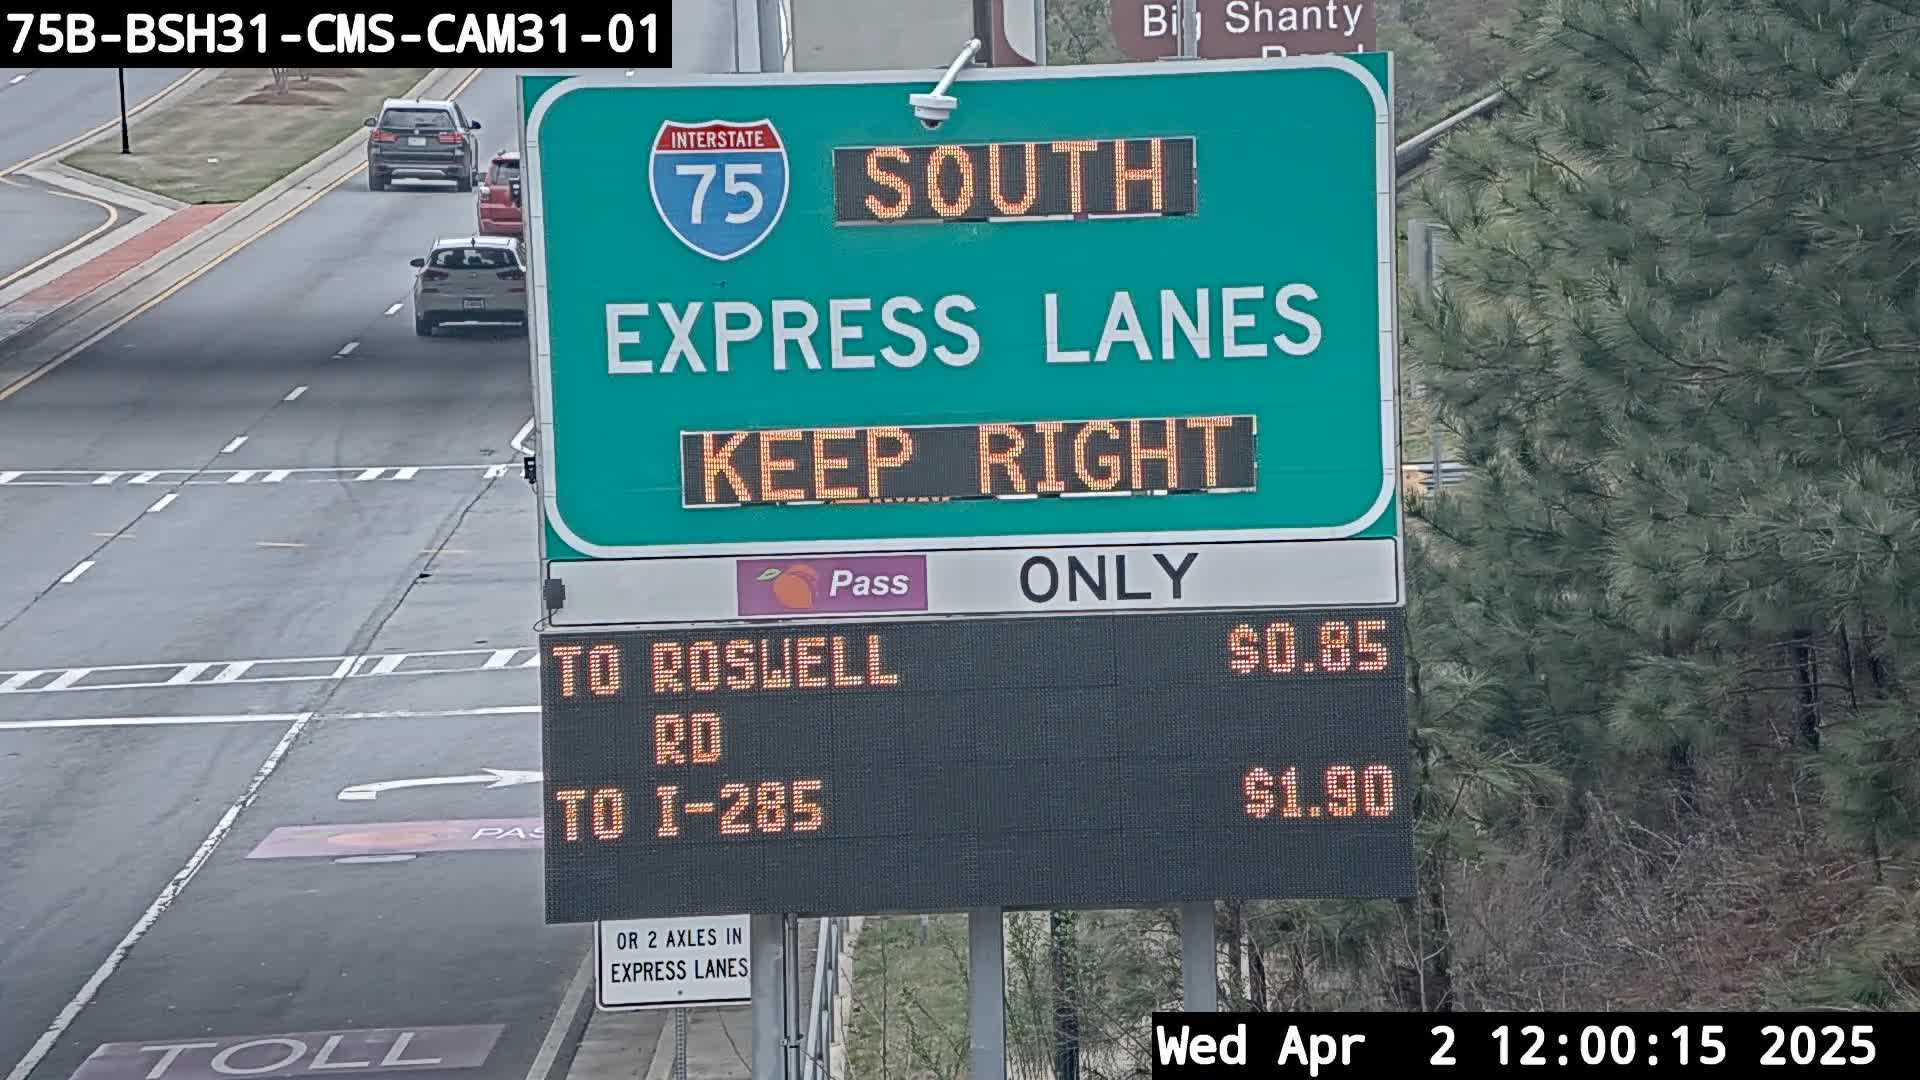 75B-BSH31-CMS-CAM31-01
Big Shanty
Road
INTERSTATE
75
SOUTH
EXPRESS LANES
KEEP RIGHT
Pass ONLY
TO ROSWELL $0.85
RD
TO I-285 $1.90
PAS
OR 2 AXLES IN
EXPRESS LANES
TOLL
Wed Apr 2 12:00:15 2025